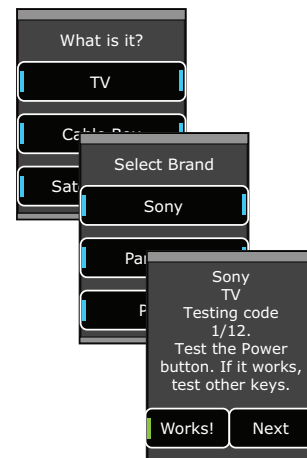 What is it?
TV
Select Brand
Sony
Sony
TV
Testing code
1/12.
Test the Power
button. If it works,
test other keys.
Works! Next